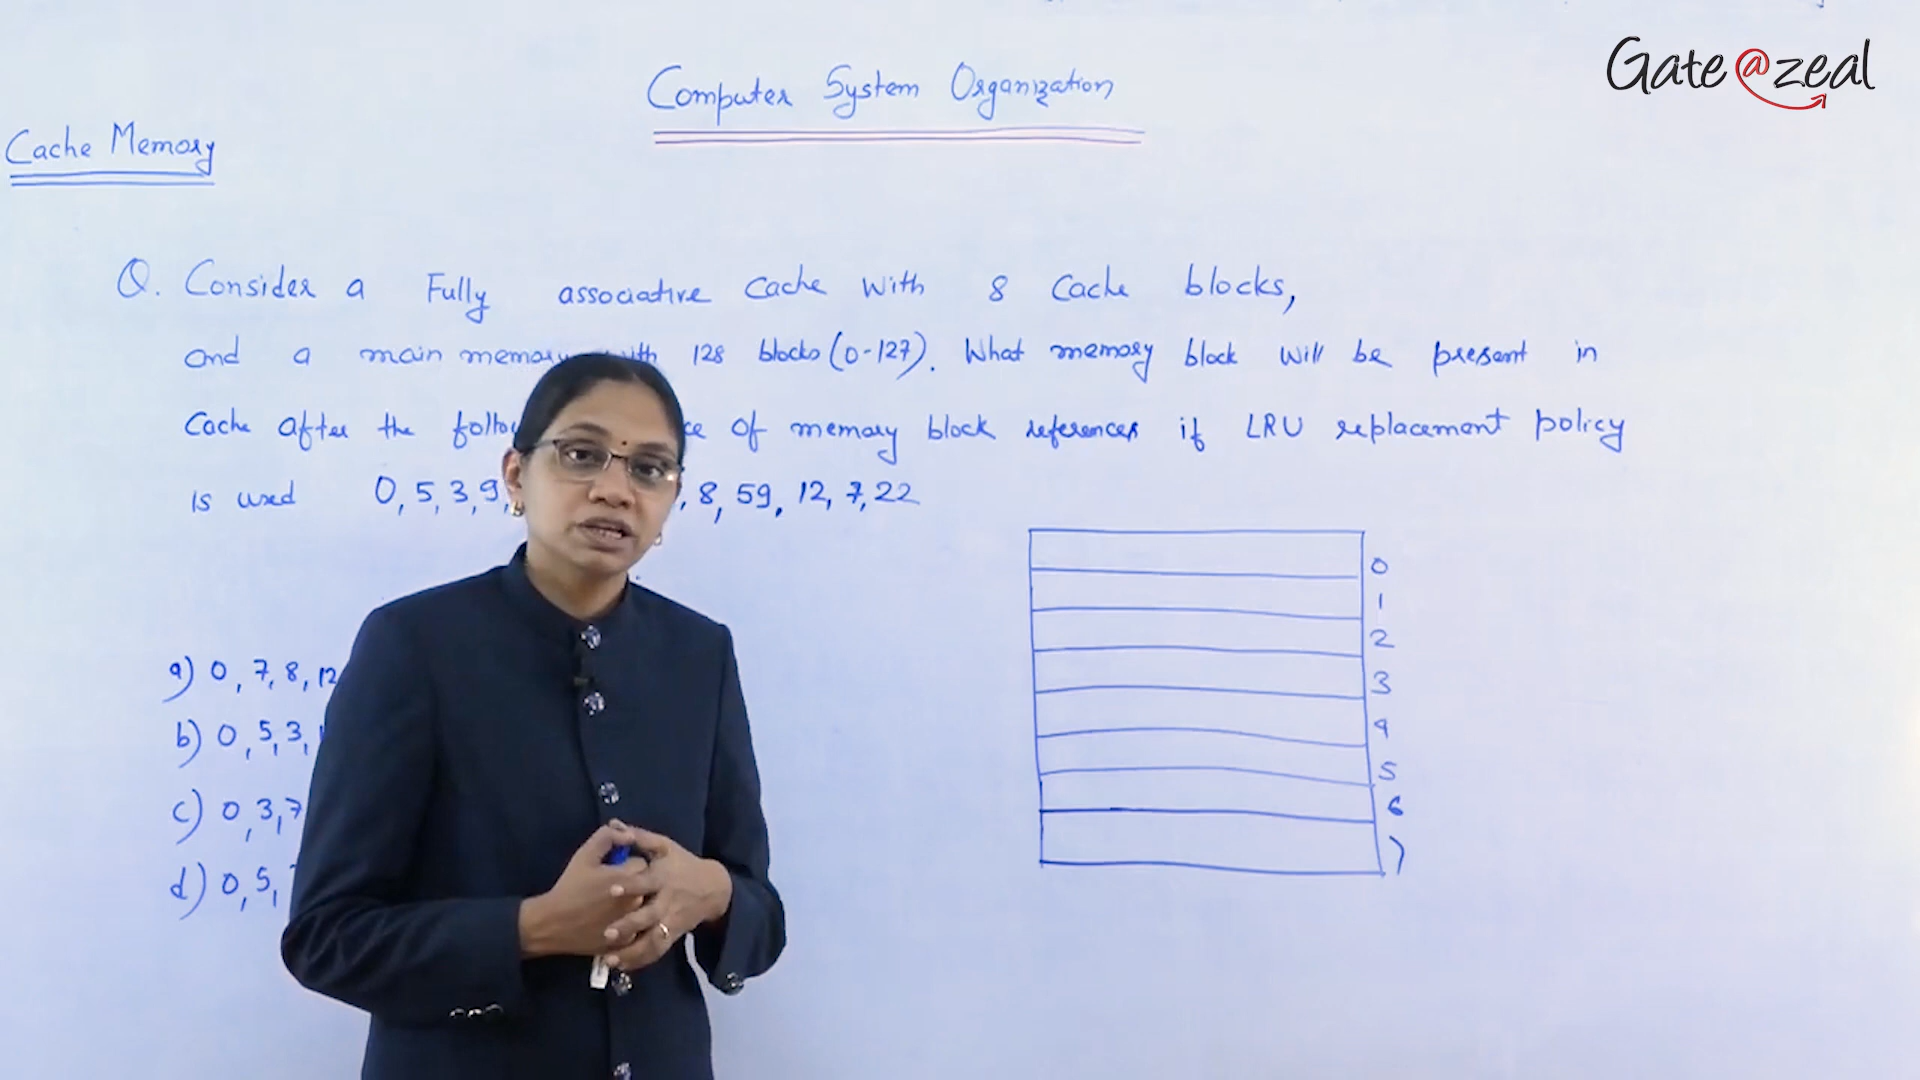 Gate@zeal
Computer System Organization
Cache Memory
Q. Consider a Fully associative Cache with 8 Cache blocks,
and a main memory with 128 blocks (0-127). What memory block will be present in
Cache after the of memory block references if LRU replacement policy
is used 0, 5, 3, 9, , 8, 59, 12, 7, 22
a) 0, 7, 8, 12
b) 0, 5, 3,
c) 0, 3, 7
d) 0, 5,
0
1
2
3
4
5
6
7